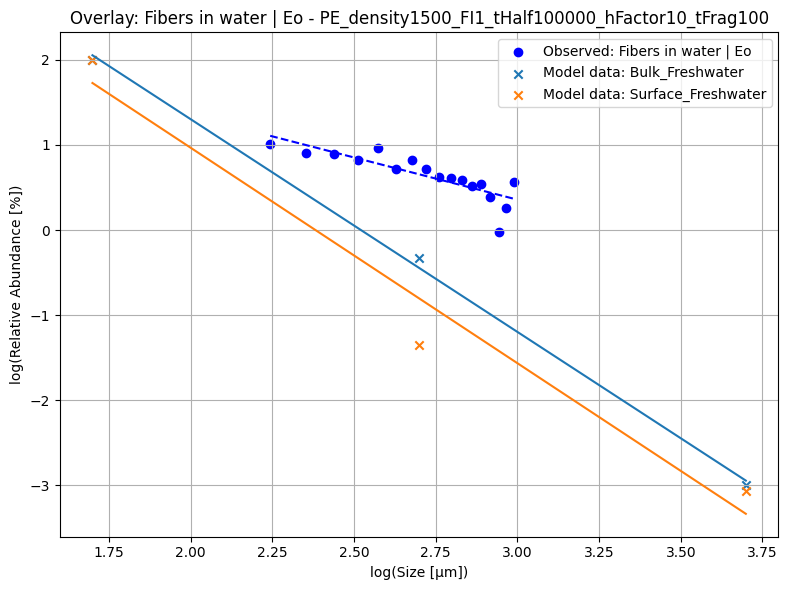 Overlay: Fibers in water | Eo - PE_density1500_FI1_tHalf100000_hFactor10_tFrag100
Observed: Fibers in water | Eo
Model data: Bulk_Freshwater
Model data: Surface_Freshwater
log(Relative Abundance [%])
2
1
0
−1
−2
−3
1.75 2.00 2.25 2.50 2.75 3.00 3.25 3.50 3.75
log(Size [μm])